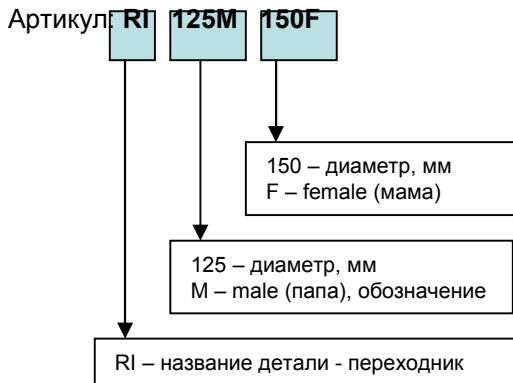 Артикул: RI 125M 150F
150 – диаметр, мм
F – female (мама)
125 – диаметр, мм
M – male (папа), обозначение
RI – название детали - переходник